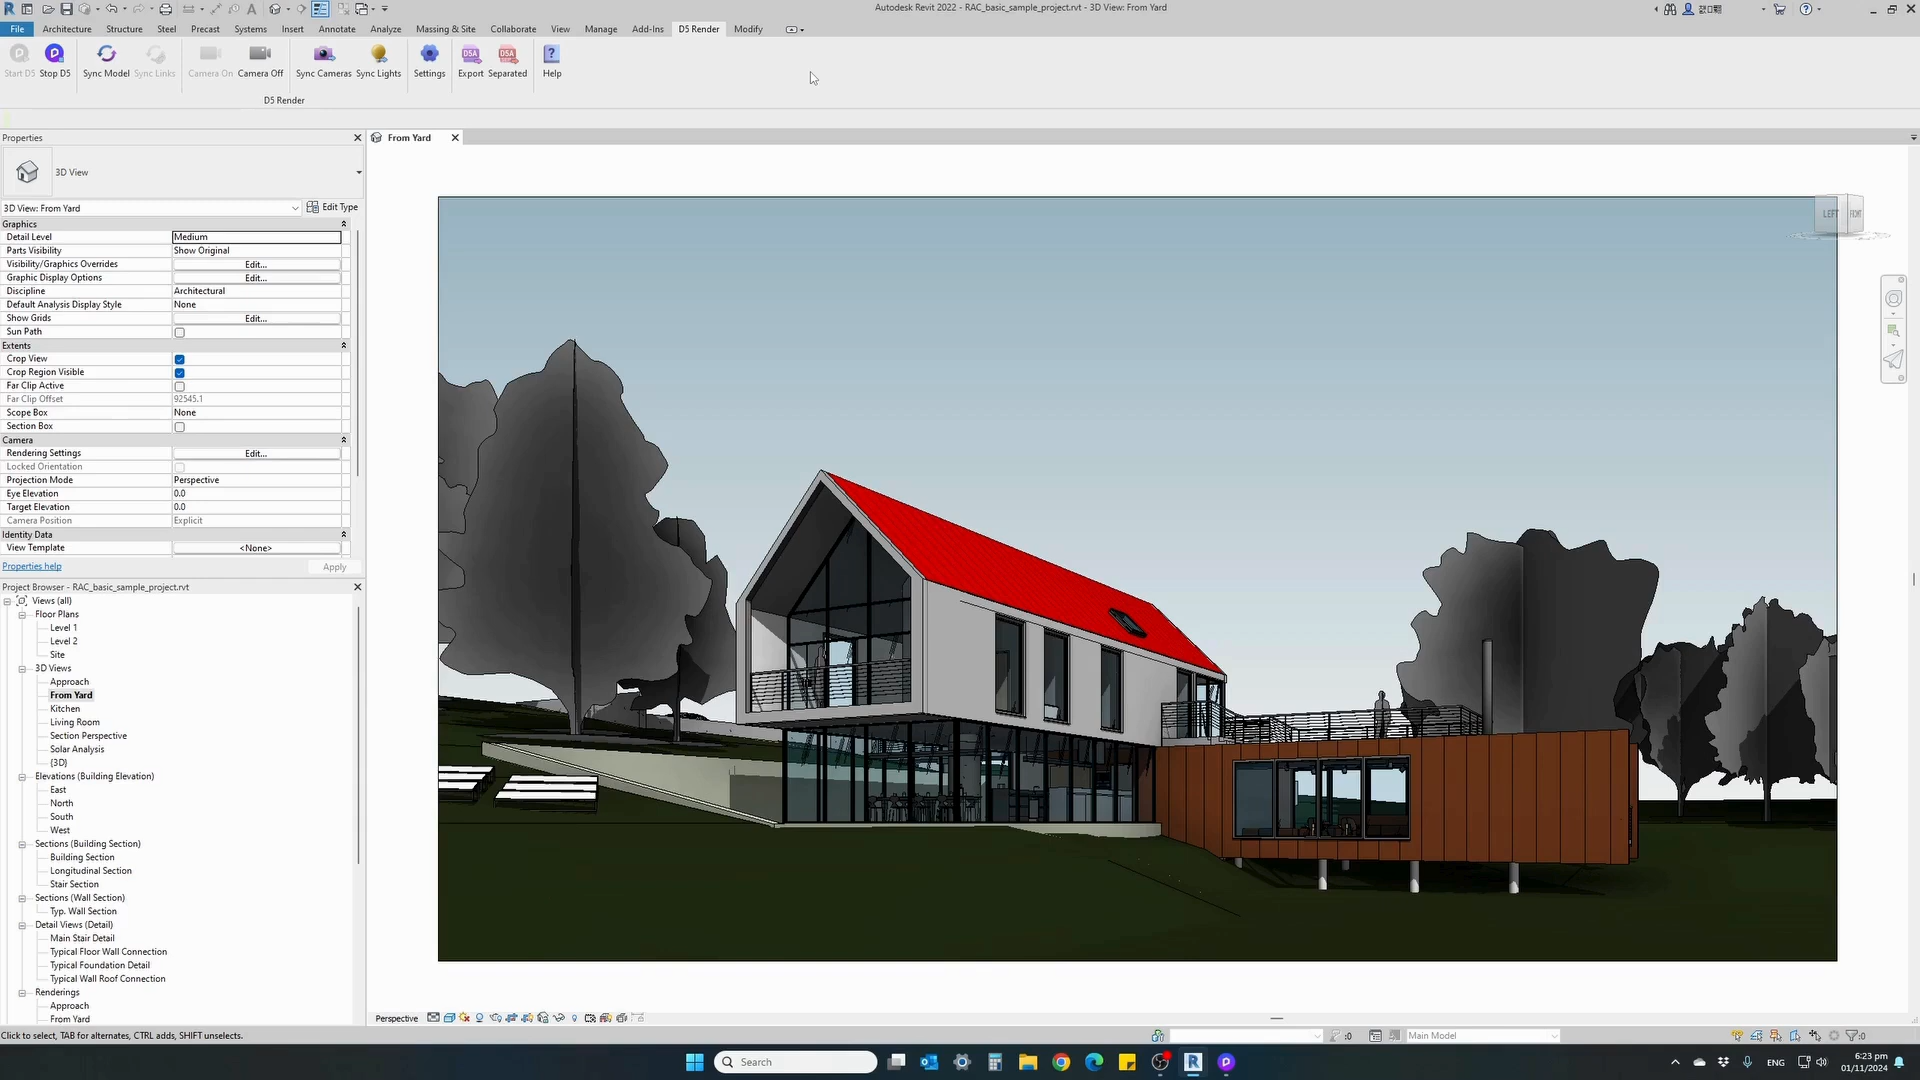 Autodesk Revit 2022 - RAC_basic_sample_project.rvt - 3D View: From Yard
File Architecture Structure Steel Precast Systems Insert Annotate Analyze Massing & Site Collaborate View Manage Add-Ins D5 Render Modify
Start D5 Stop D5 Sync Model Sync Links Camera On Camera Off Sync Cameras Sync Lights Settings Export Separated Help
D5 Render
Properties
From Yard
3D View
3D View: From Yard Edit Type
Graphics
Detail Level Medium
Parts Visibility Show Original
Visibility/Graphics Overrides Edit...
Graphic Display Options Edit...
Discipline Architectural
Default Analysis Display Style None
Show Grids Edit...
Sun Path
Extents
Crop View
Crop Region Visible
Far Clip Active
Far Clip Offset 92545.1
Scope Box None
Section Box
Camera
Rendering Settings Edit...
Locked Orientation
Projection Mode Perspective
Eye Elevation 0.0
Target Elevation 0.0
Camera Position Explicit
Identity Data
View Template <None>
Properties help Apply
Project Browser - RAC_basic_sample_project.rvt
Views (all)
Floor Plans
Level 1
Level 2
Site
3D Views
Approach
From Yard
Kitchen
Living Room
Section Perspective
Solar Analysis
{3D}
Elevations (Building Elevation)
East
North
South
West
Sections (Building Section)
Building Section
Longitudinal Section
Stair Section
Sections (Wall Section)
Typ. Wall Section
Detail Views (Detail)
Main Stair Detail
Typical Floor Wall Connection
Typical Foundation Detail
Typical Wall Roof Connection
Renderings
Approach
From Yard
LEFT FRONT
Perspective
Click to select, TAB for alternates, CTRL adds, SHIFT unselects.
:0 Main Model :0
Search
ENG
6:23 pm
01/11/2024